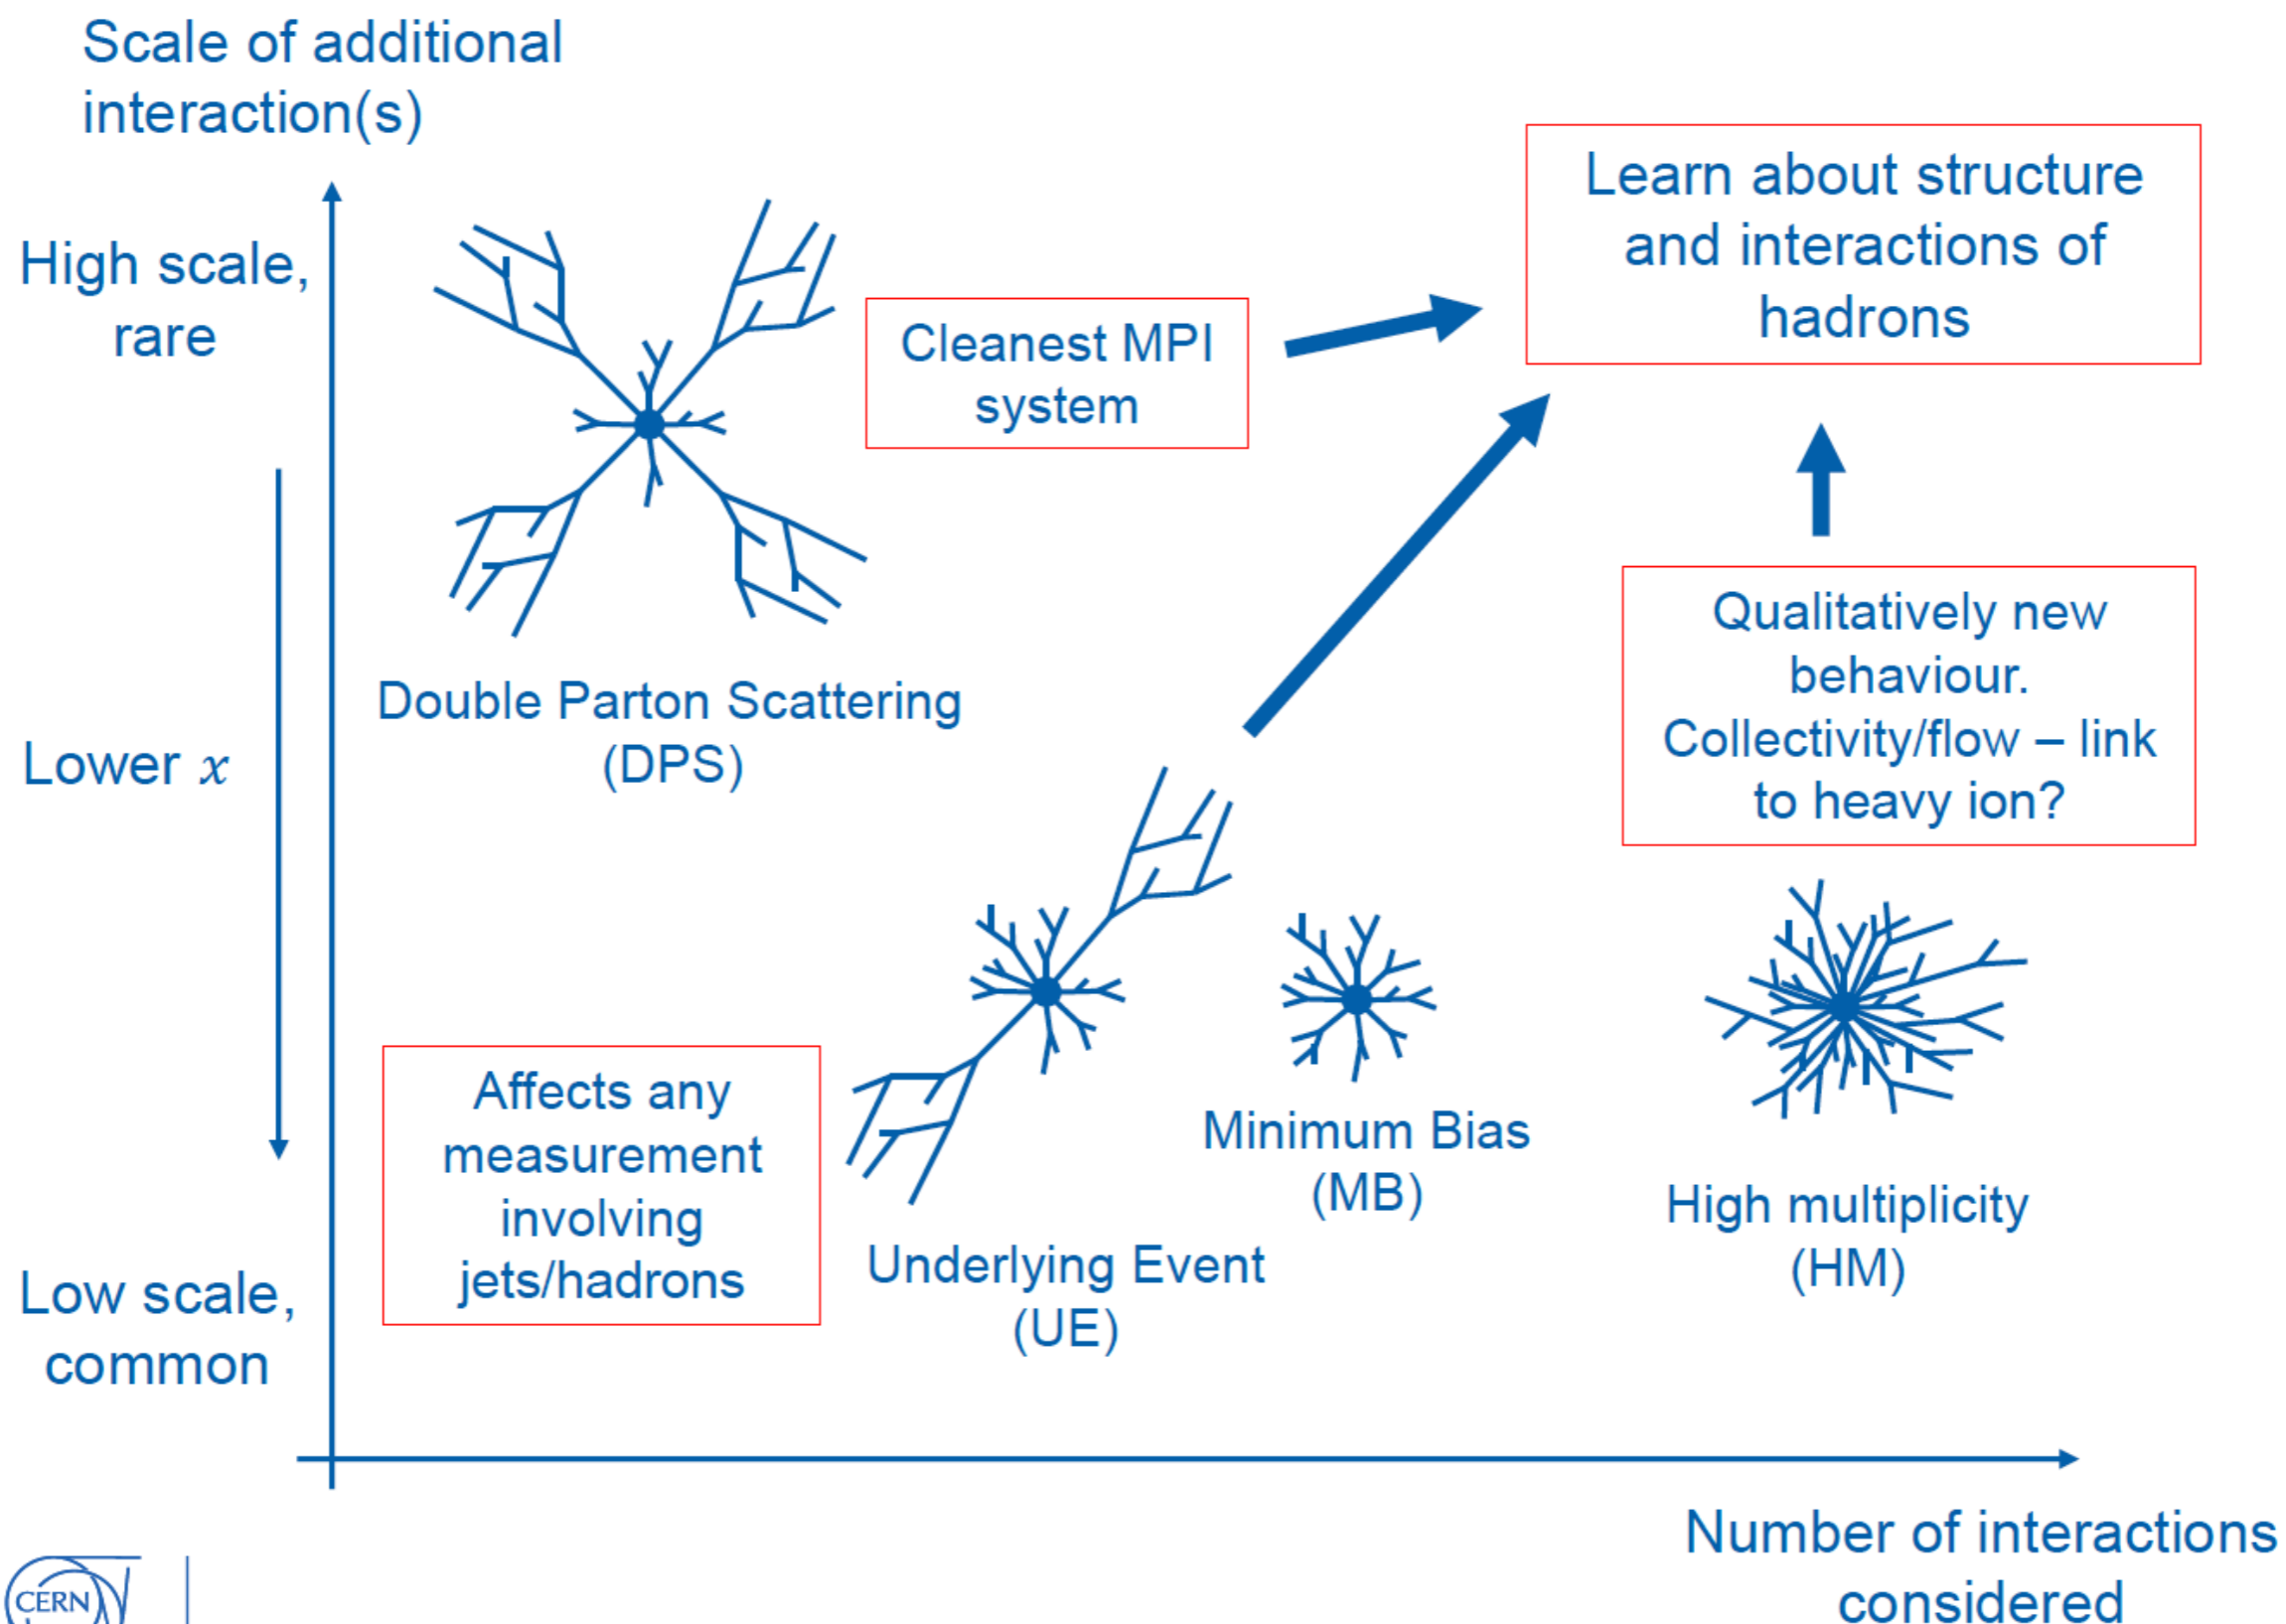 Scale of additional
interaction(s)
High scale,
rare
Cleanest MPI
system
Learn about structure
and interactions of
hadrons
Double Parton Scattering
(DPS)
Lower x
Qualitatively new
behaviour.
Collectivity/flow – link
to heavy ion?
Affects any
measurement
involving
jets/hadrons
Underlying Event
(UE)
Minimum Bias
(MB)
High multiplicity
(HM)
Low scale,
common
Number of interactions
considered
CERN